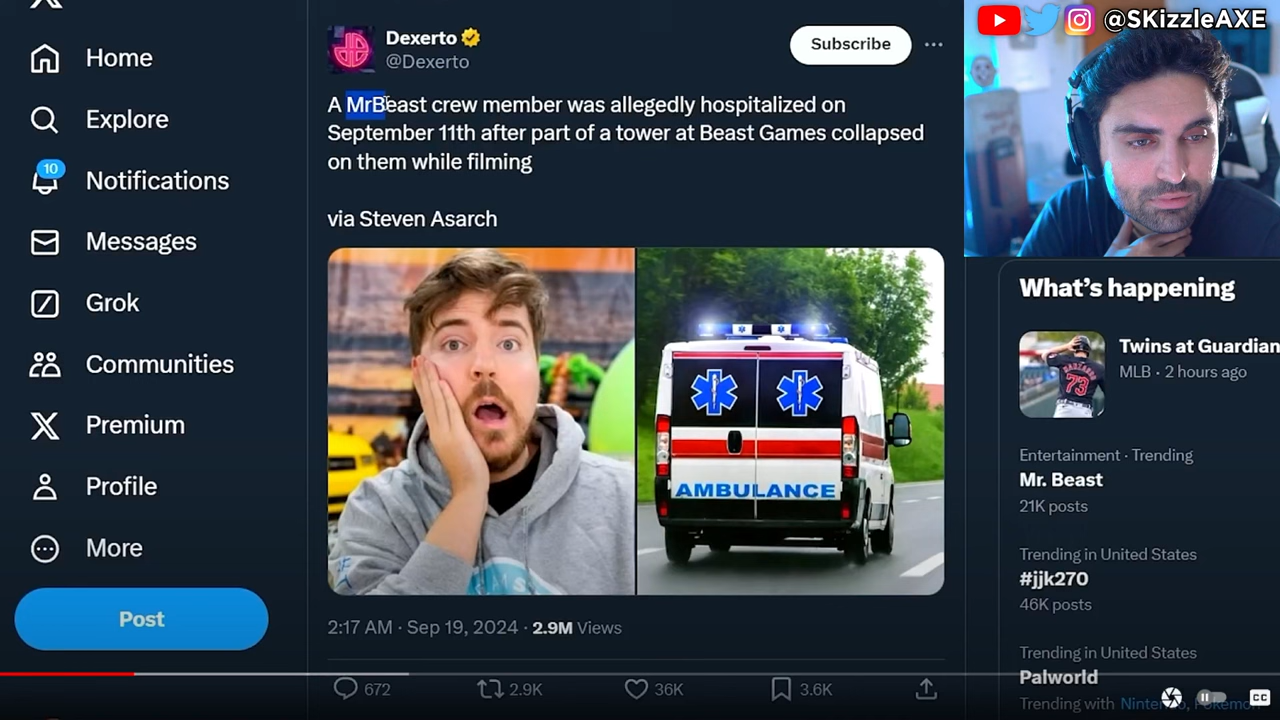 @SKizzleAXE
Home
Explore
10
Notifications
Messages
Grok
Communities
Premium
Profile
More
Post
Dexerto
@Dexerto
Subscribe
A MrBeast crew member was allegedly hospitalized on
September 11th after part of a tower at Beast Games collapsed
on them while filming
via Steven Asarch
AMBULANCE
2:17 AM · Sep 19, 2024 · 2.9M Views
672
2.9K
36K
3.6K
What's happening
Twins at Guardian
MLB · 2 hours ago
73
Entertainment · Trending
Mr. Beast
21K posts
Trending in United States
#jjk270
46K posts
Trending in United States
Palworld
Trending with
CC